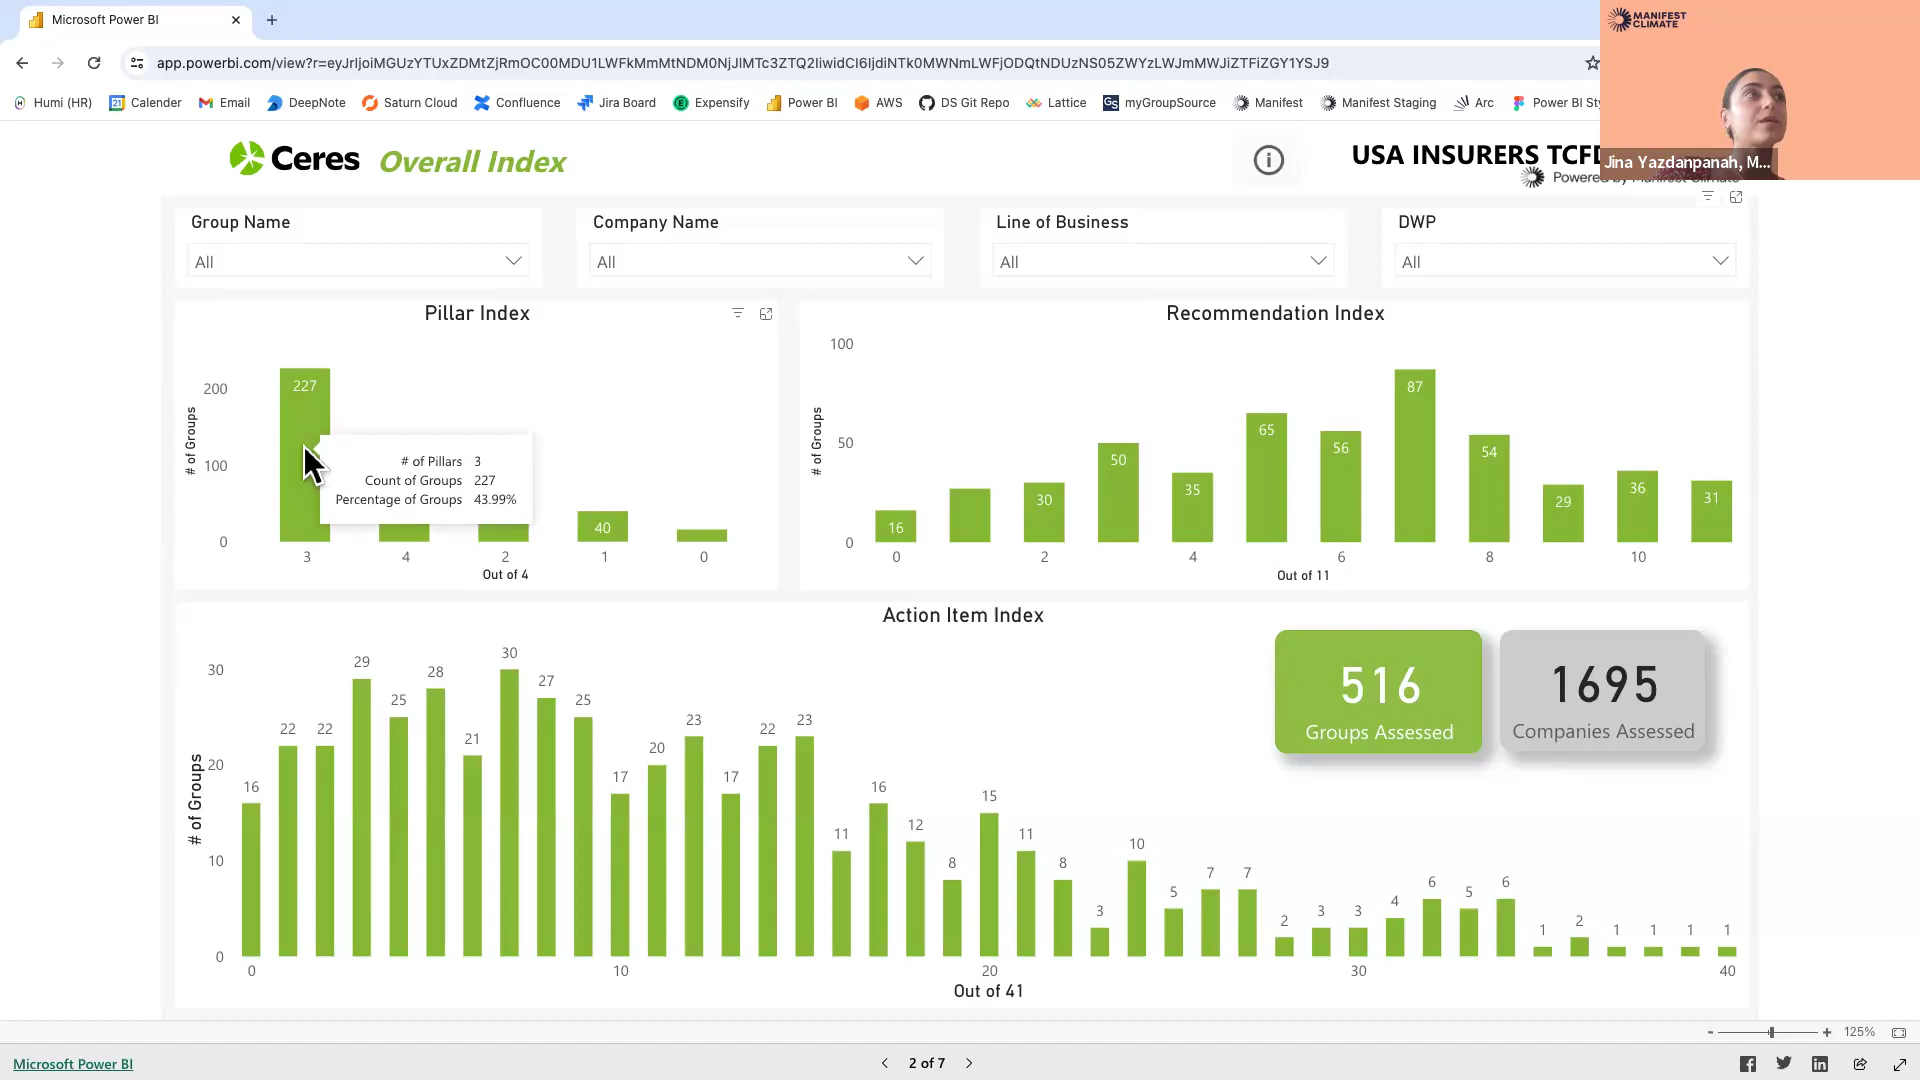 Microsoft Power BI
app.powerbi.com/view?r=eyJrIjoiMGUzYTUxZDMtZjRmOC00MDU1LWFkMmMtNDM0NjJlMTc3ZTQ2IiwidCI6IjdiNTk0MWNmLWFjODQtNDUzNS05ZWYzLWJmMWJiZTFiZGY1YSJ9
Humi (HR) Calendar Email DeepNote Saturn Cloud Confluence Jira Board Expensify Power BI AWS DS Git Repo Lattice myGroupSource Manifest Manifest Staging Arc Power BI
MANIFEST
CLIMATE
Jina Yazdanpanah, M...
Ceres Overall Index
USA INSURERS TCFD
Powered by Manifest Climate
Group Name Company Name Line of Business DWP
All All All All
Pillar Index
# of Groups
200
100
0
227
40
# of Pillars 3
Count of Groups 227
Percentage of Groups 43.99%
3 4 2 1 0
Out of 4
Recommendation Index
# of Groups
100
50
0
16 30 50 35 65 56 87 54 29 36 31
0 2 4 6 8 10
Out of 11
Action Item Index
516
Groups Assessed
1695
Companies Assessed
# of Groups
30
20
10
0
16 22 22 29 25 28 21 30 27 25 17 20 23 17 22 23 11 16 12 8 15 11 8 3 10 5 7 7 2 3 3 4 6 5 6 1 2 1 1 1 1
0 10 20 30 40
Out of 41
- + 125%
Microsoft Power BI
2 of 7